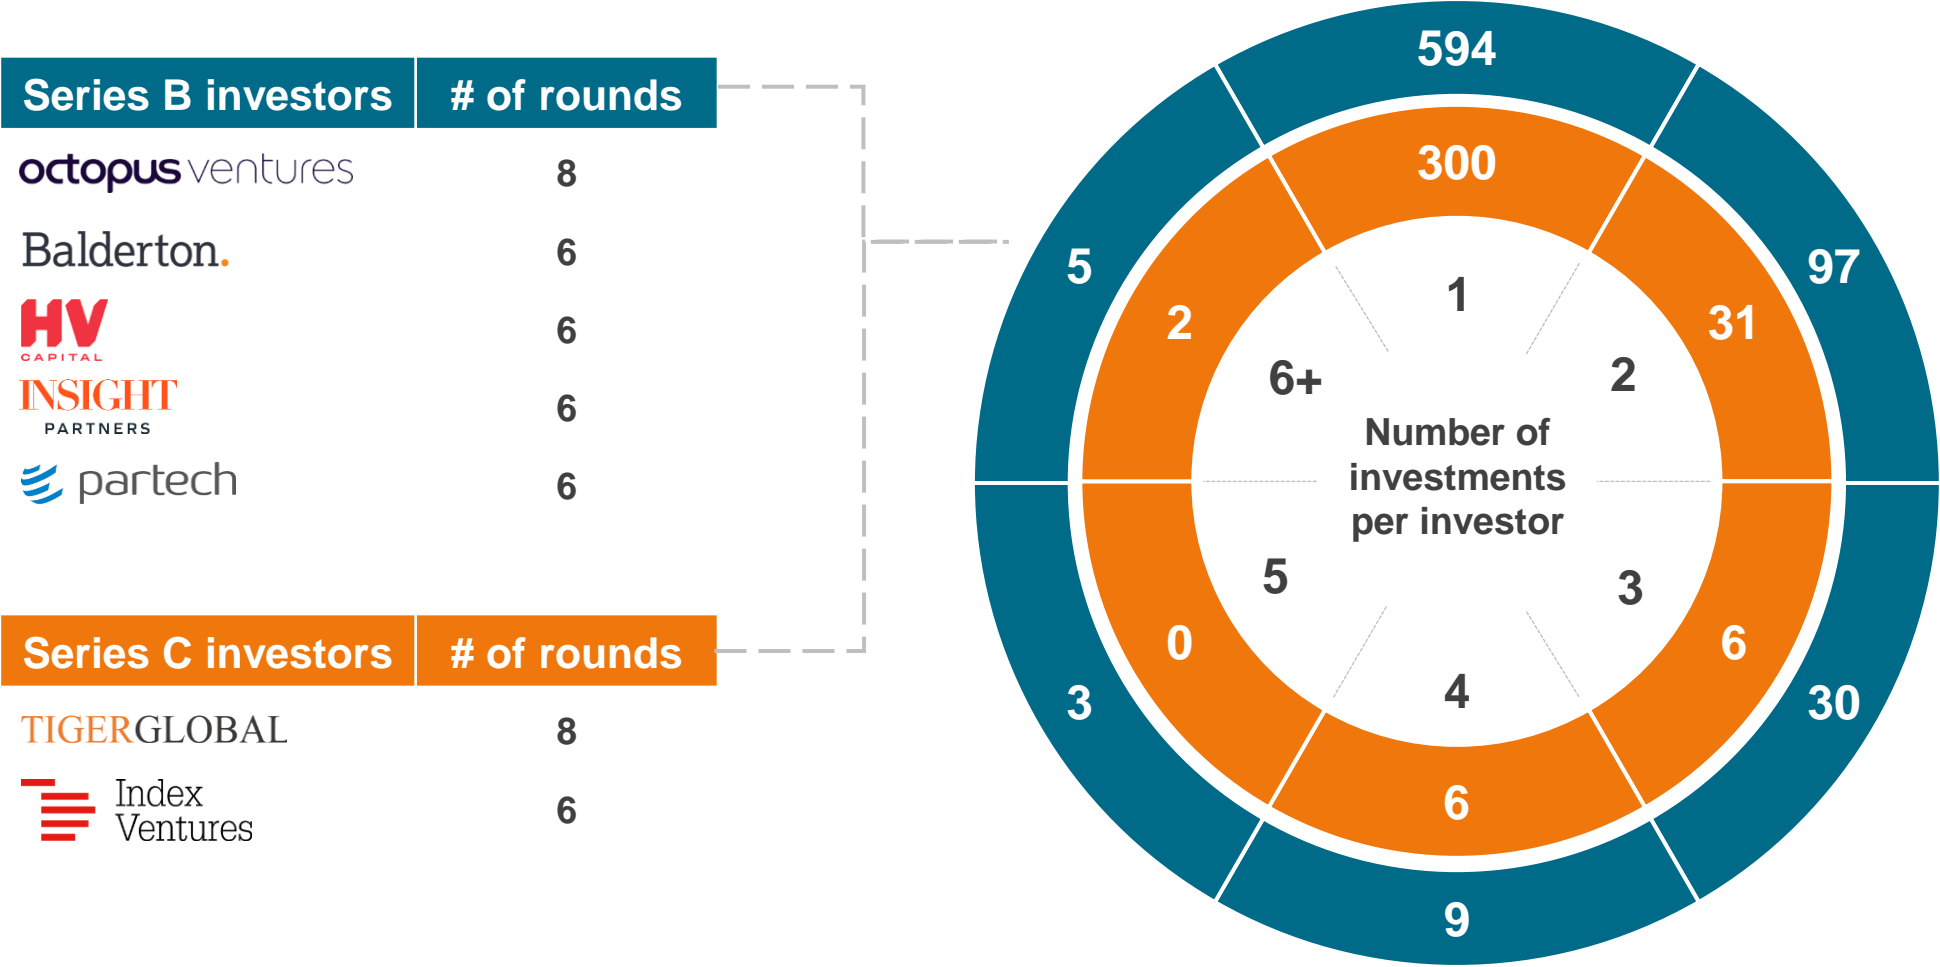 Series B investors # of rounds
octopus ventures 8
Balderton. 6
HV
CAPITAL 6
INSIGHT
PARTNERS 6
partech 6
Series C investors # of rounds
TIGERGLOBAL 8
Index
Ventures 6
594
300
5
97
2
31
1
6+
2
Number of
investments
per investor
5
3
0
6
4
3
30
6
9